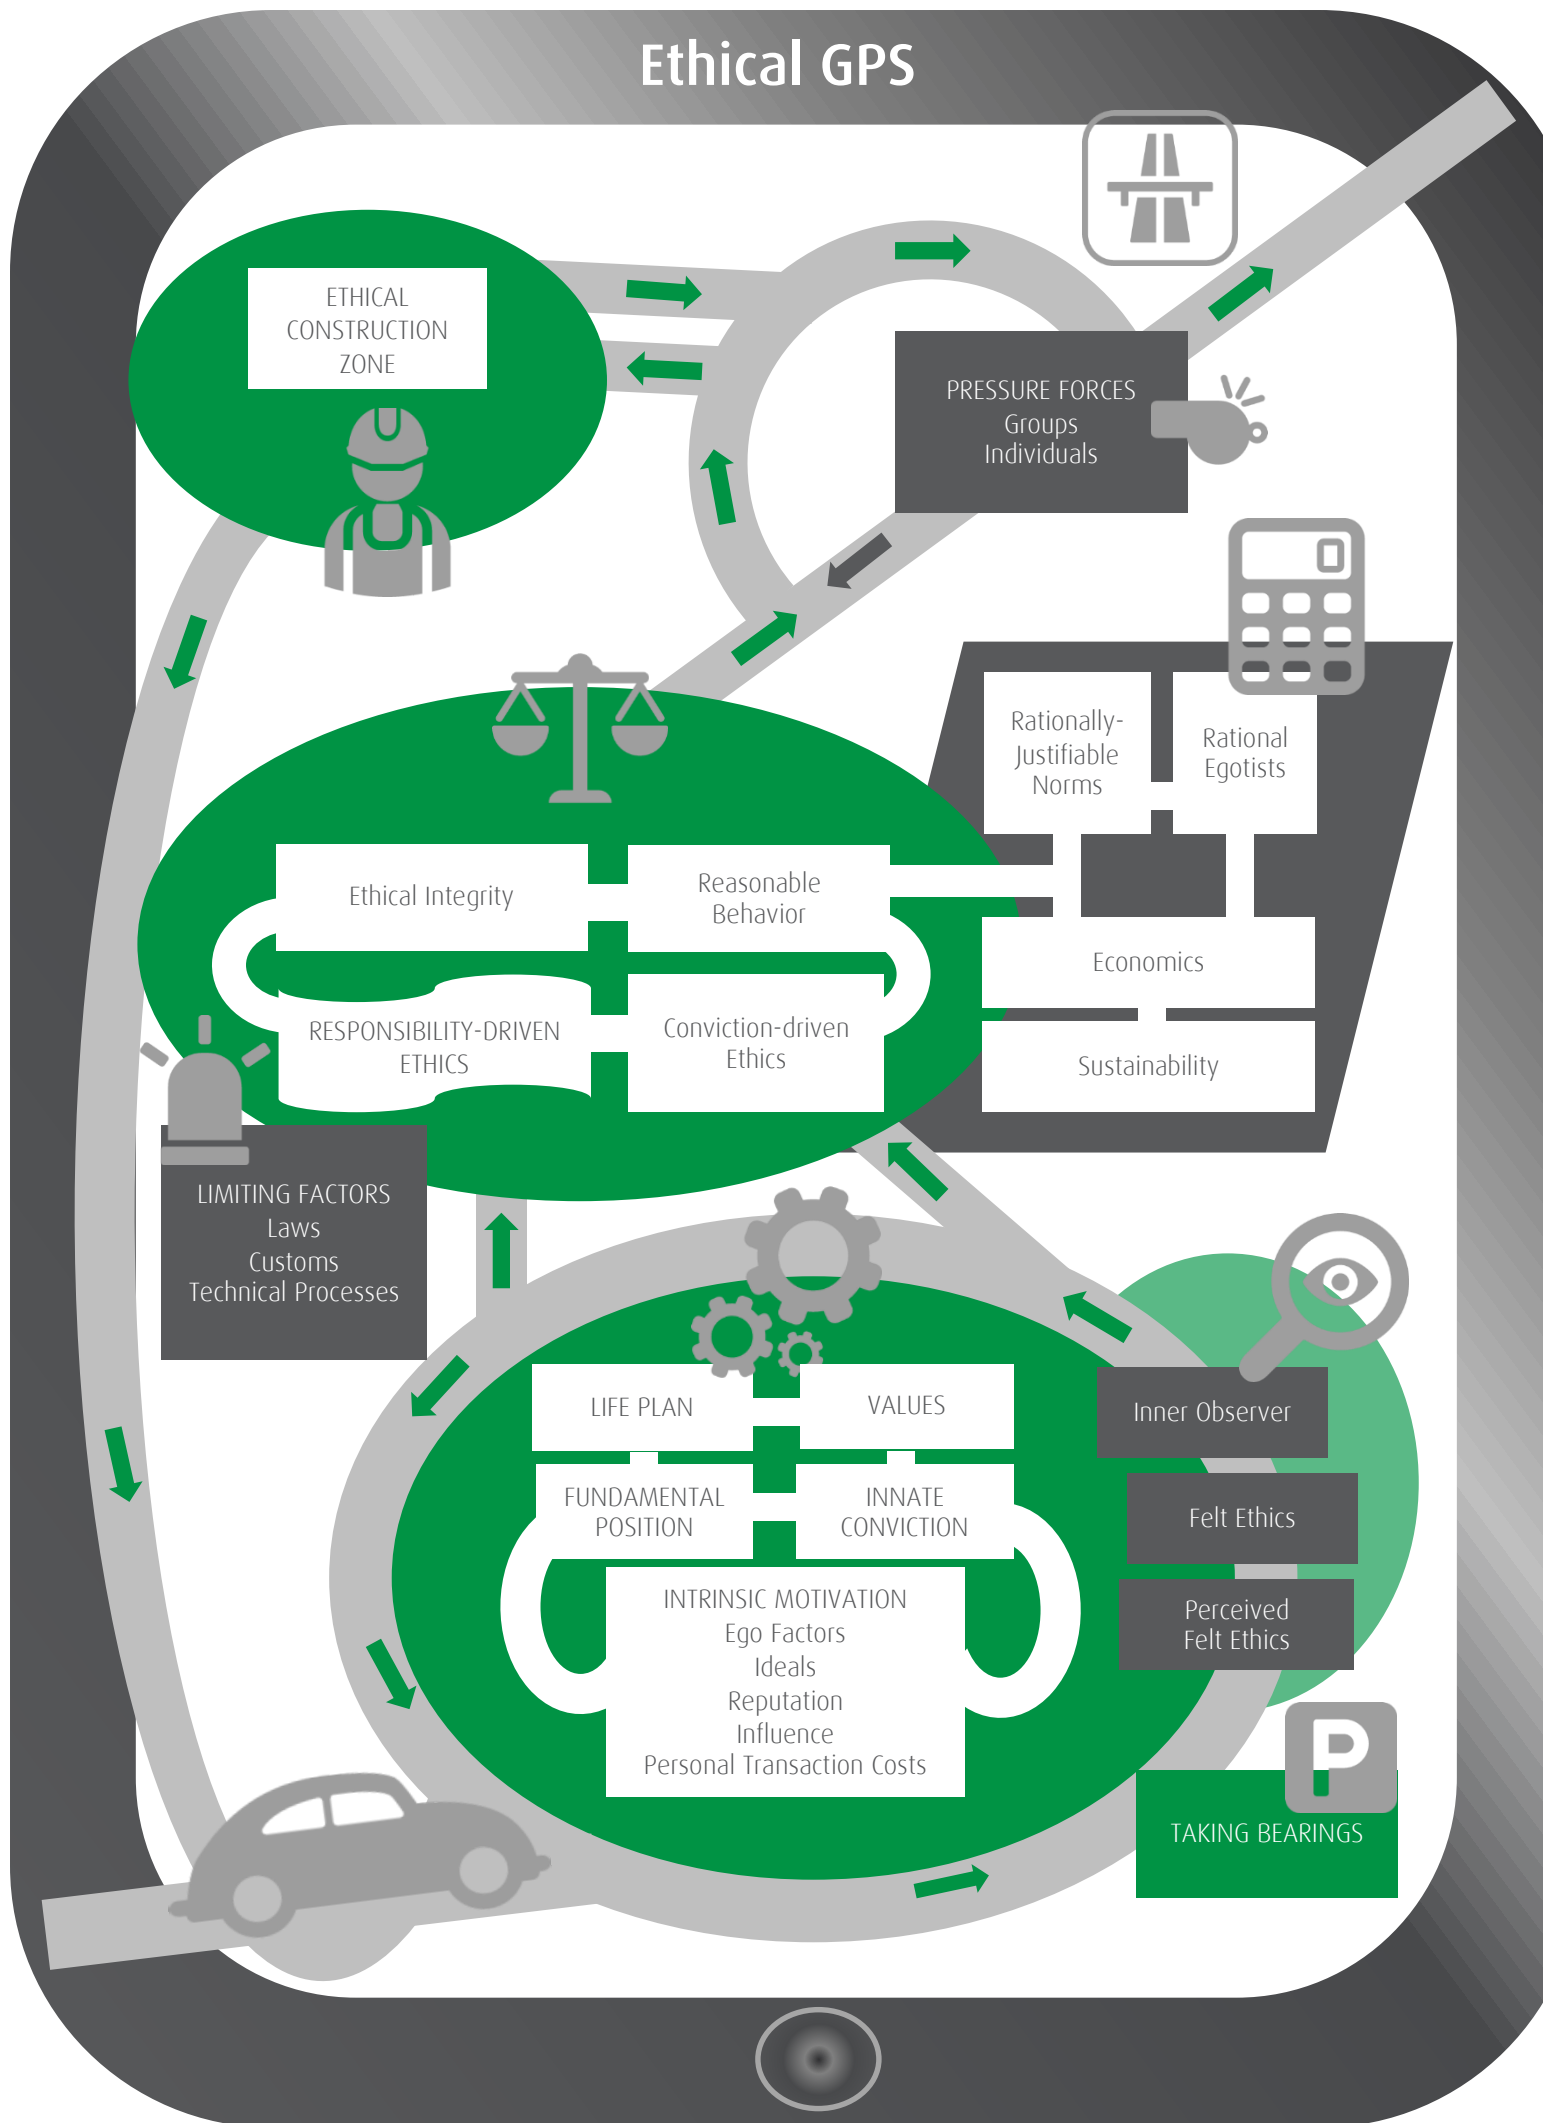 Ethical GPS
ETHICAL
CONSTRUCTION
ZONE
PRESSURE FORCES
Groups
Individuals
0
Rationally-
Justifiable
Norms
Rational
Egotists
Ethical Integrity
Reasonable
Behavior
Economics
RESPONSIBILITY-DRIVEN
ETHICS
Conviction-driven
Ethics
Sustainability
LIMITING FACTORS
Laws
Customs
Technical Processes
LIFE PLAN
VALUES
Inner Observer
FUNDAMENTAL
POSITION
INNATE
CONVICTION
Felt Ethics
INTRINSIC MOTIVATION
Ego Factors
Ideals
Reputation
Influence
Personal Transaction Costs
Perceived
Felt Ethics
P
TAKING BEARINGS